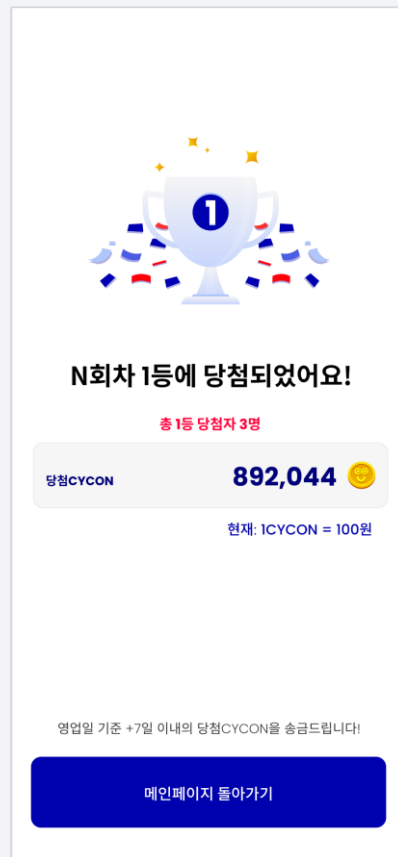 1
N회차 1등에 당첨되었어요!
총 1등 당첨자 3명
당첨CYCON 892,044
현재: 1CYCON = 100원
영업일 기준 +7일 이내의 당첨CYCON을 송금드립니다!
메인페이지 돌아가기